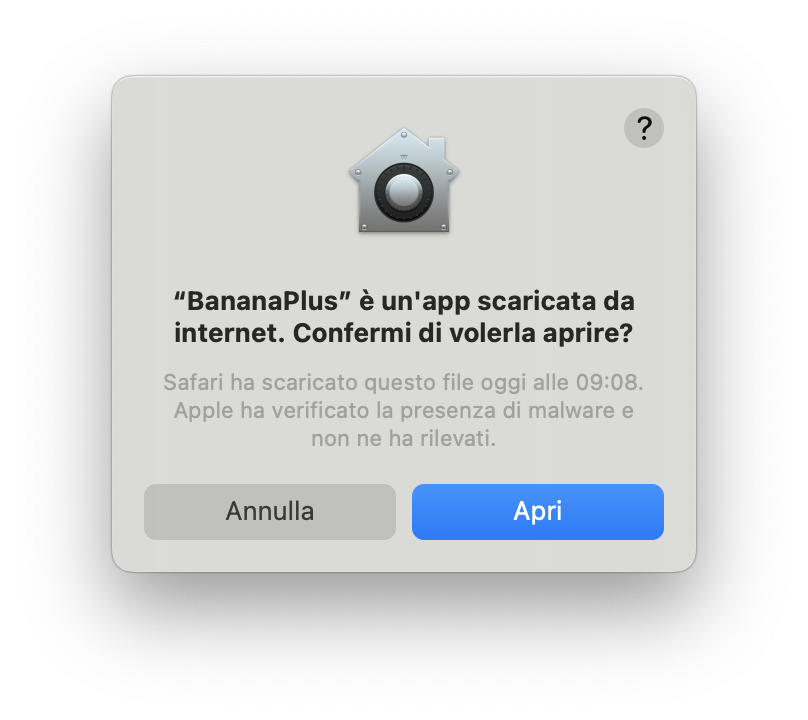 ?
“BananaPlus” è un'app scaricata da
internet. Confermi di volerla aprire?
Safari ha scaricato questo file oggi alle 09:08.
Apple ha verificato la presenza di malware e
non ne ha rilevati.
Annulla
Apri